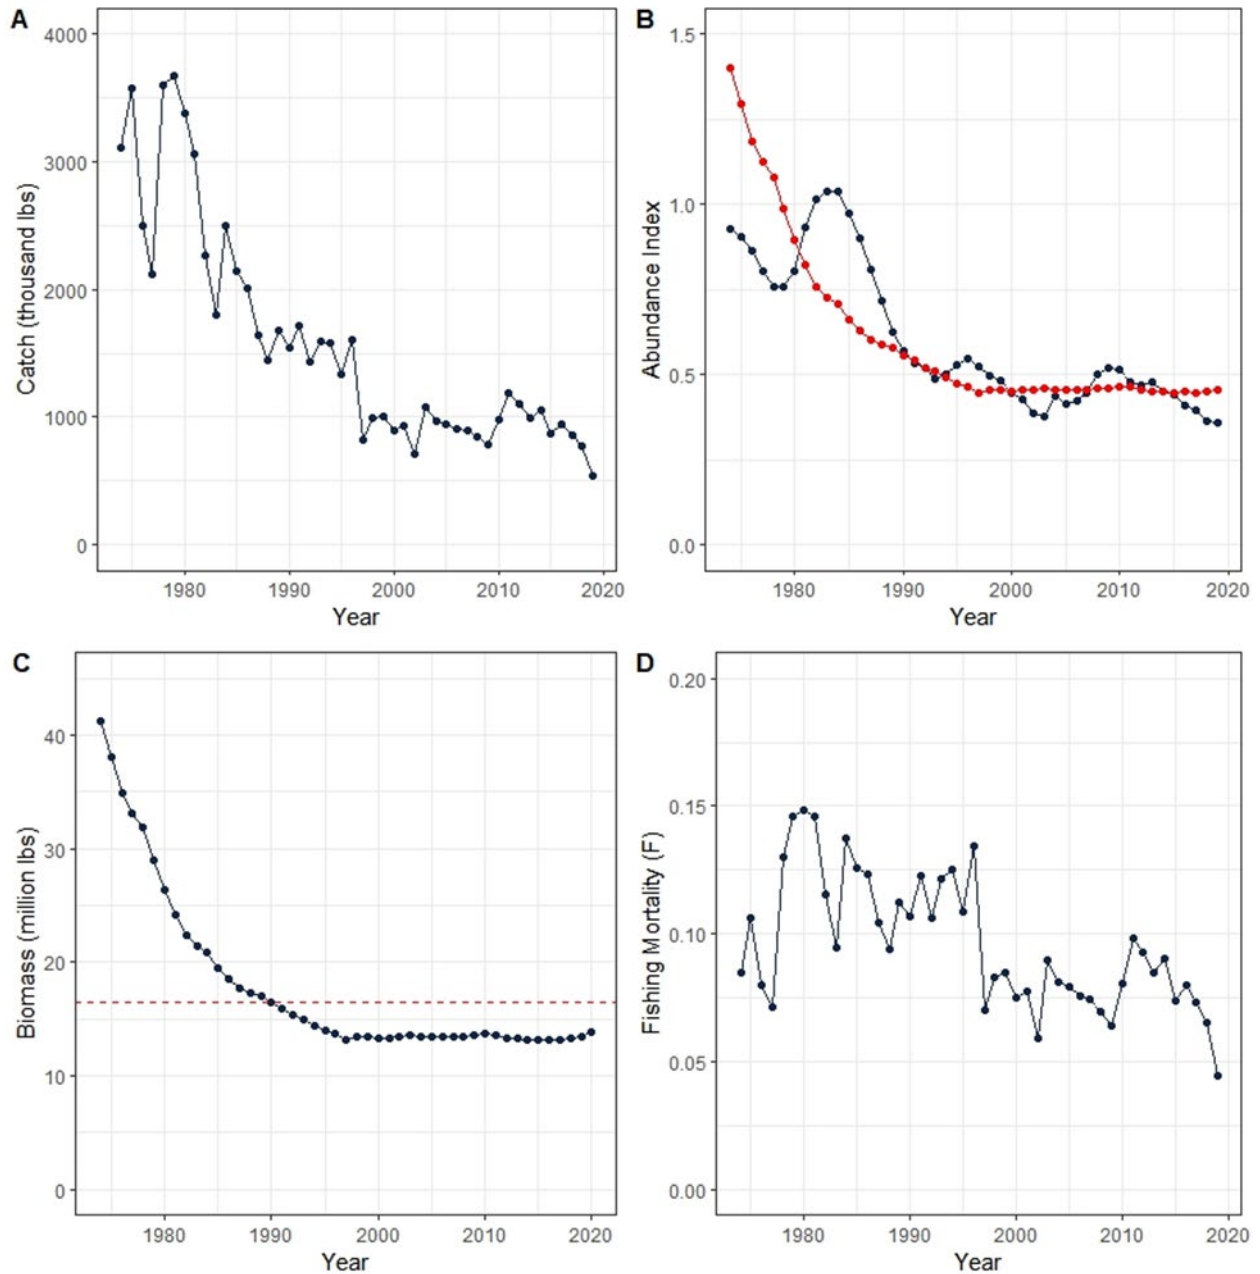 A
Catch (thousand lbs)
4000
3000
2000
1000
0
1980 1990 2000 2010 2020
Year
B
Abundance Index
1.5
1.0
0.5
0.0
1980 1990 2000 2010 2020
Year
C
Biomass (million lbs)
40
30
20
10
0
1980 1990 2000 2010 2020
Year
D
Fishing Mortality (F)
0.20
0.15
0.10
0.05
0.00
1980 1990 2000 2010 2020
Year